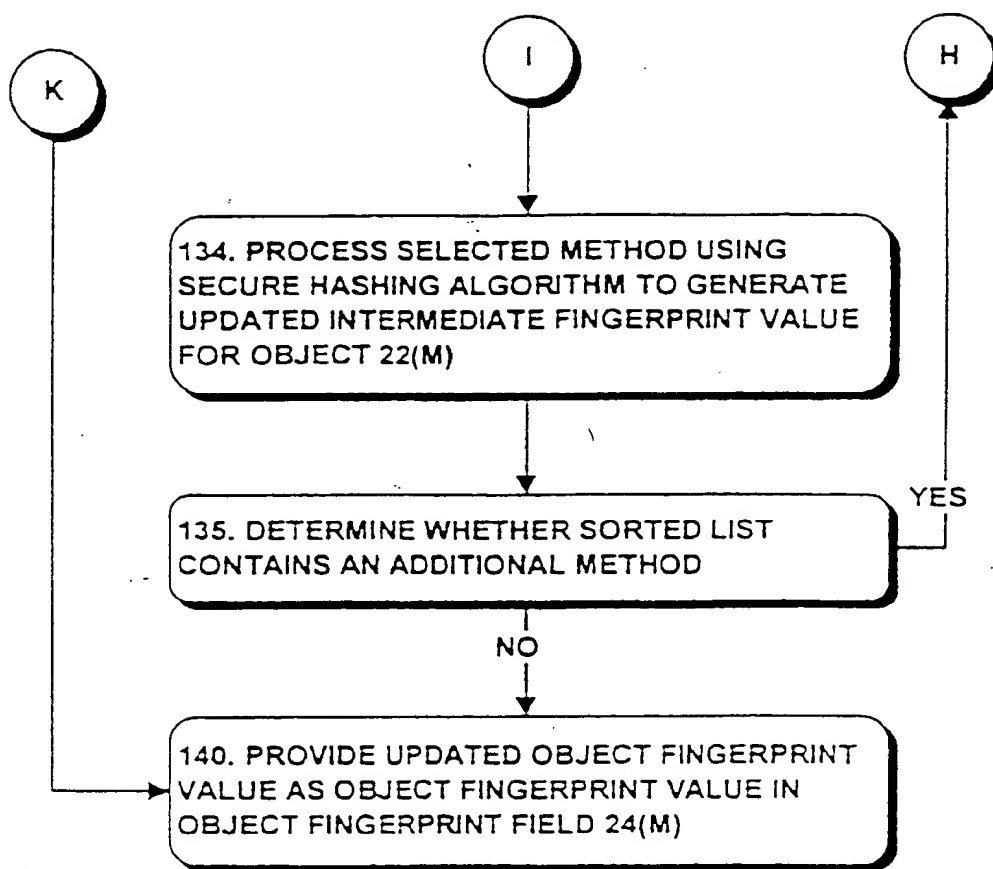 K
I
H
134. PROCESS SELECTED METHOD USING
SECURE HASHING ALGORITHM TO GENERATE
UPDATED INTERMEDIATE FINGERPRINT VALUE
FOR OBJECT 22(M)
YES
135. DETERMINE WHETHER SORTED LIST
CONTAINS AN ADDITIONAL METHOD
NO
140. PROVIDE UPDATED OBJECT FINGERPRINT
VALUE AS OBJECT FINGERPRINT VALUE IN
OBJECT FINGERPRINT FIELD 24(M)